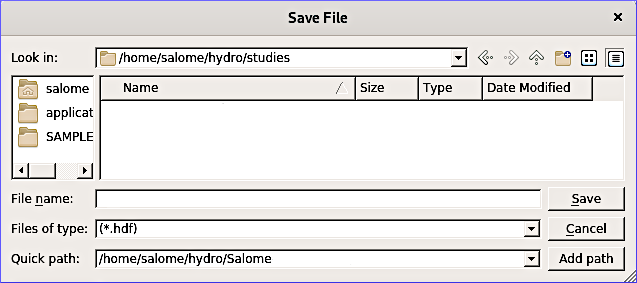 Save File
Look in: /home/salome/hydro/studies
salome
applicat
SAMPLE
Name Size Type Date Modified
File name: Save
Files of type: (*.hdf) Cancel
Quick path: /home/salome/hydro/Salome Add path